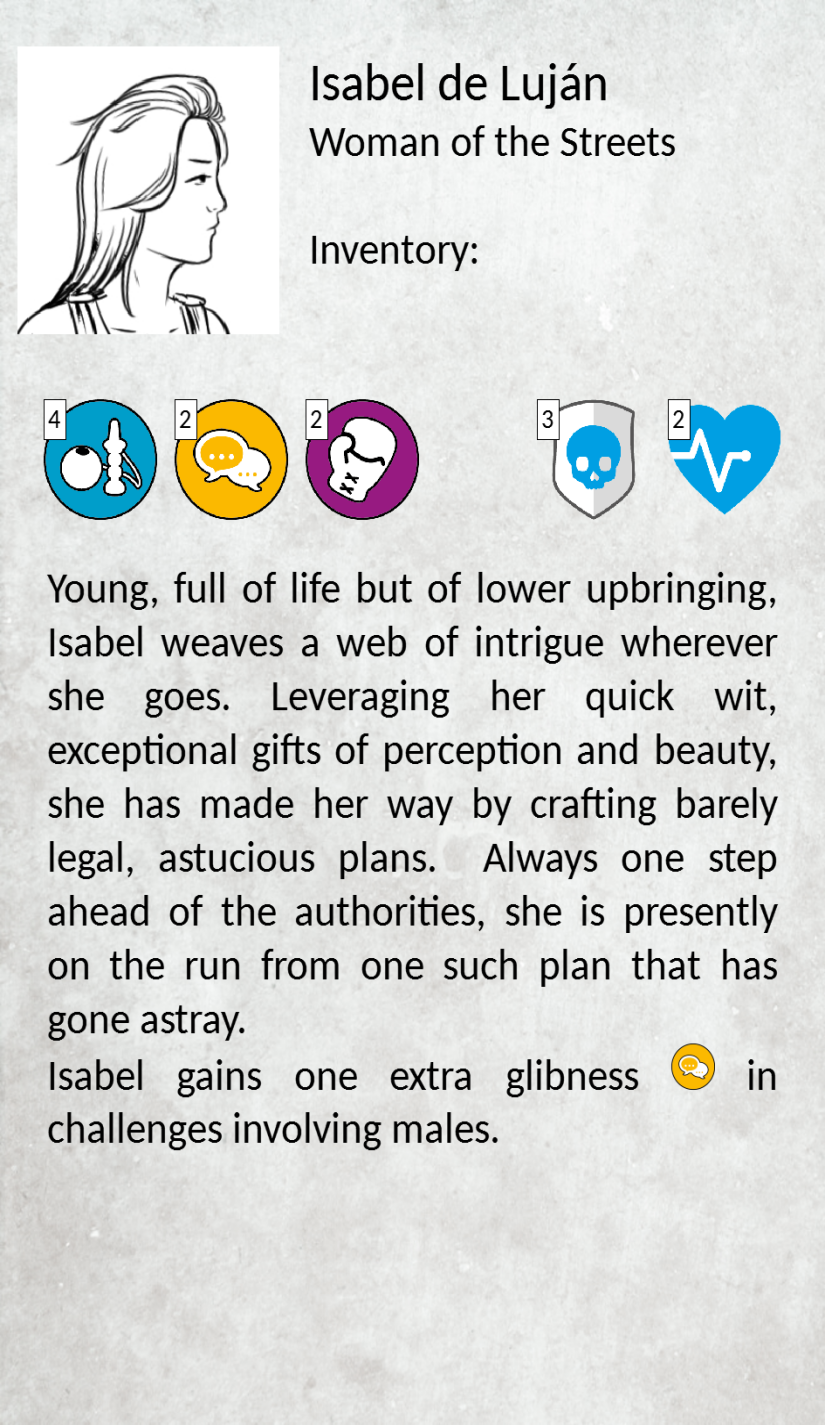 Isabel de Luján
Woman of the Streets
Inventory:
4 2 2 3 2
Young, full of life but of lower upbringing,
Isabel weaves a web of intrigue wherever
she goes. Leveraging her quick wit,
exceptional gifts of perception and beauty,
she has made her way by crafting barely
legal, astucious plans. Always one step
ahead of the authorities, she is presently
on the run from one such plan that has
gone astray.
Isabel gains one extra glibness in
challenges involving males.